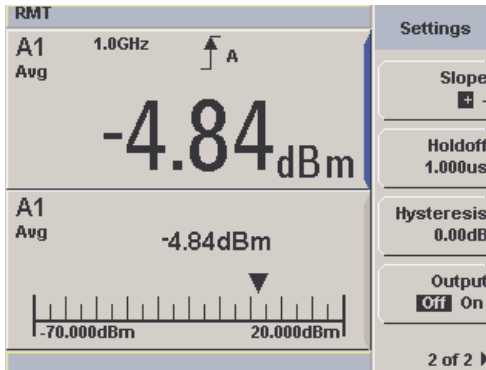 RMT
A1 1.0GHz A
Avg
-4.84dBm
A1
Avg
-4.84dBm
-70.000dBm 20.000dBm
Settings
Slope
+ -
Holdoff
1.000us
Hysteresis
0.00dB
Output
Off On
2 of 2